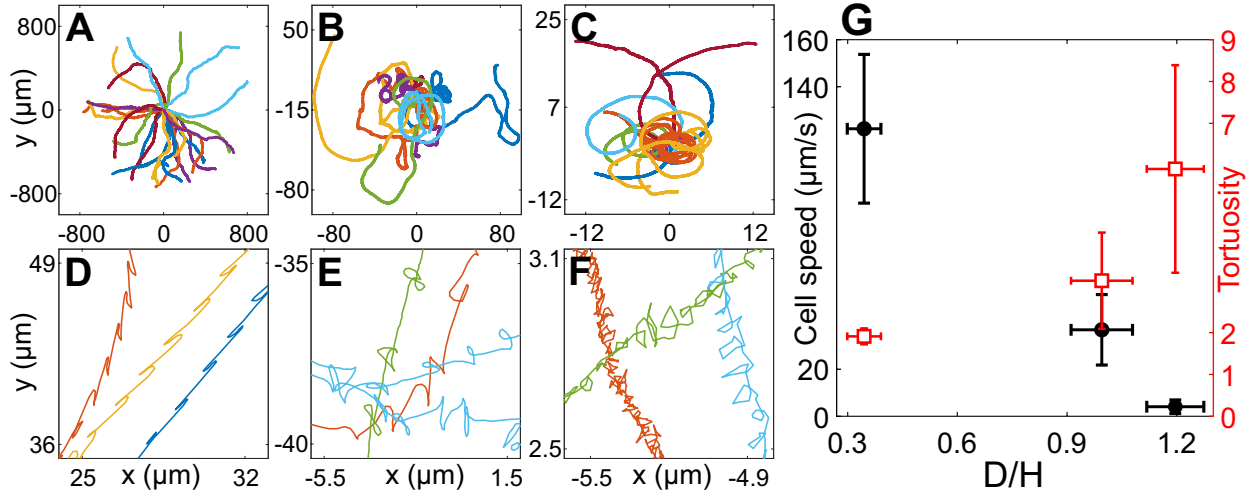 A
B
C
G
y (µm)
800
0
-800
-800
0
800
50
-15
-80
-80
0
80
25
7
-12
-12
0
12
D
E
F
y (µm)
49
36
25
32
x (µm)
-35
-40
-5.5
1.5
x (µm)
3.1
2.5
-5.5
-4.9
x (µm)
Cell speed (µm/s)
160
140
20
0
0.3
0.6
0.9
1.2
D/H
9
8
7
2
1
0
Tortuosity